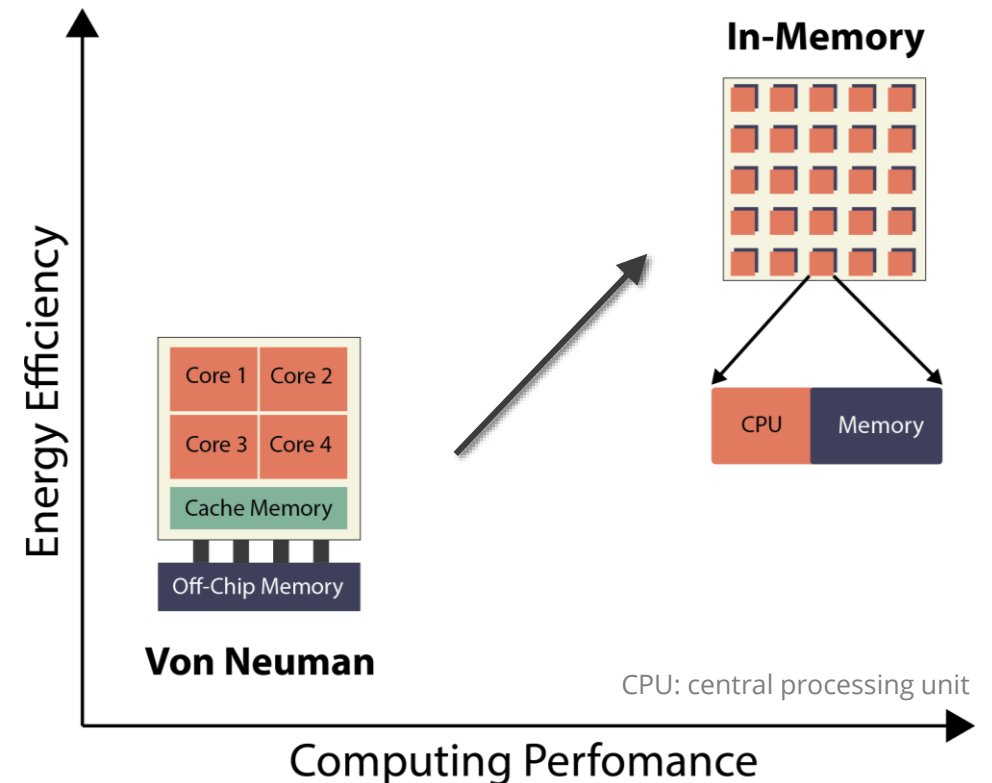 In-Memory
Energy Efficiency
Core 1 Core 2
Core 3 Core 4
Cache Memory
Off-Chip Memory
CPU Memory
Von Neuman
CPU: central processing unit
Computing Perfomance